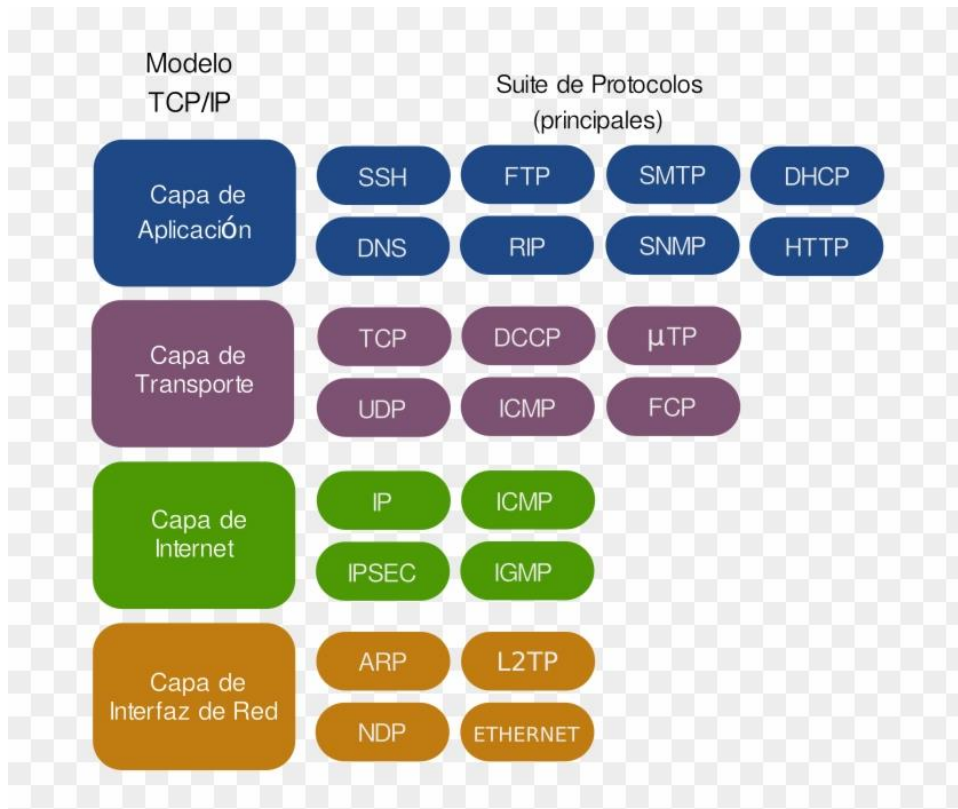 Modelo
TCP/IP
Suite de Protocolos
(principales)
Capa de
Aplicación
SSH
FTP
SMTP
DHCP
DNS
RIP
SNMP
HTTP
Capa de
Transporte
TCP
DCCP
µTP
UDP
ICMP
FCP
Capa de
Internet
IP
ICMP
IPSEC
IGMP
Capa de
Interfaz de Red
ARP
L2TP
NDP
ETHERNET